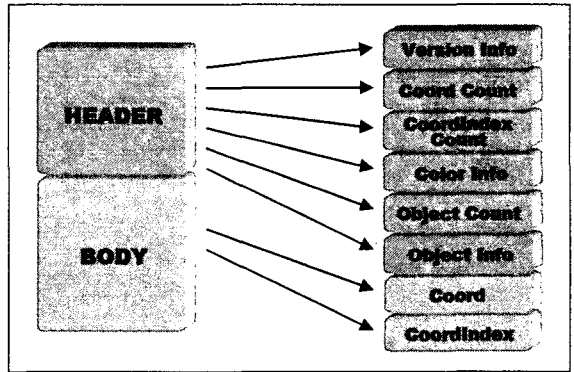 HEADER
BODY
Version Info
Coord Count
CoordIndex
Count
Color Info
Object Count
Object Info
Coord
CoordIndex